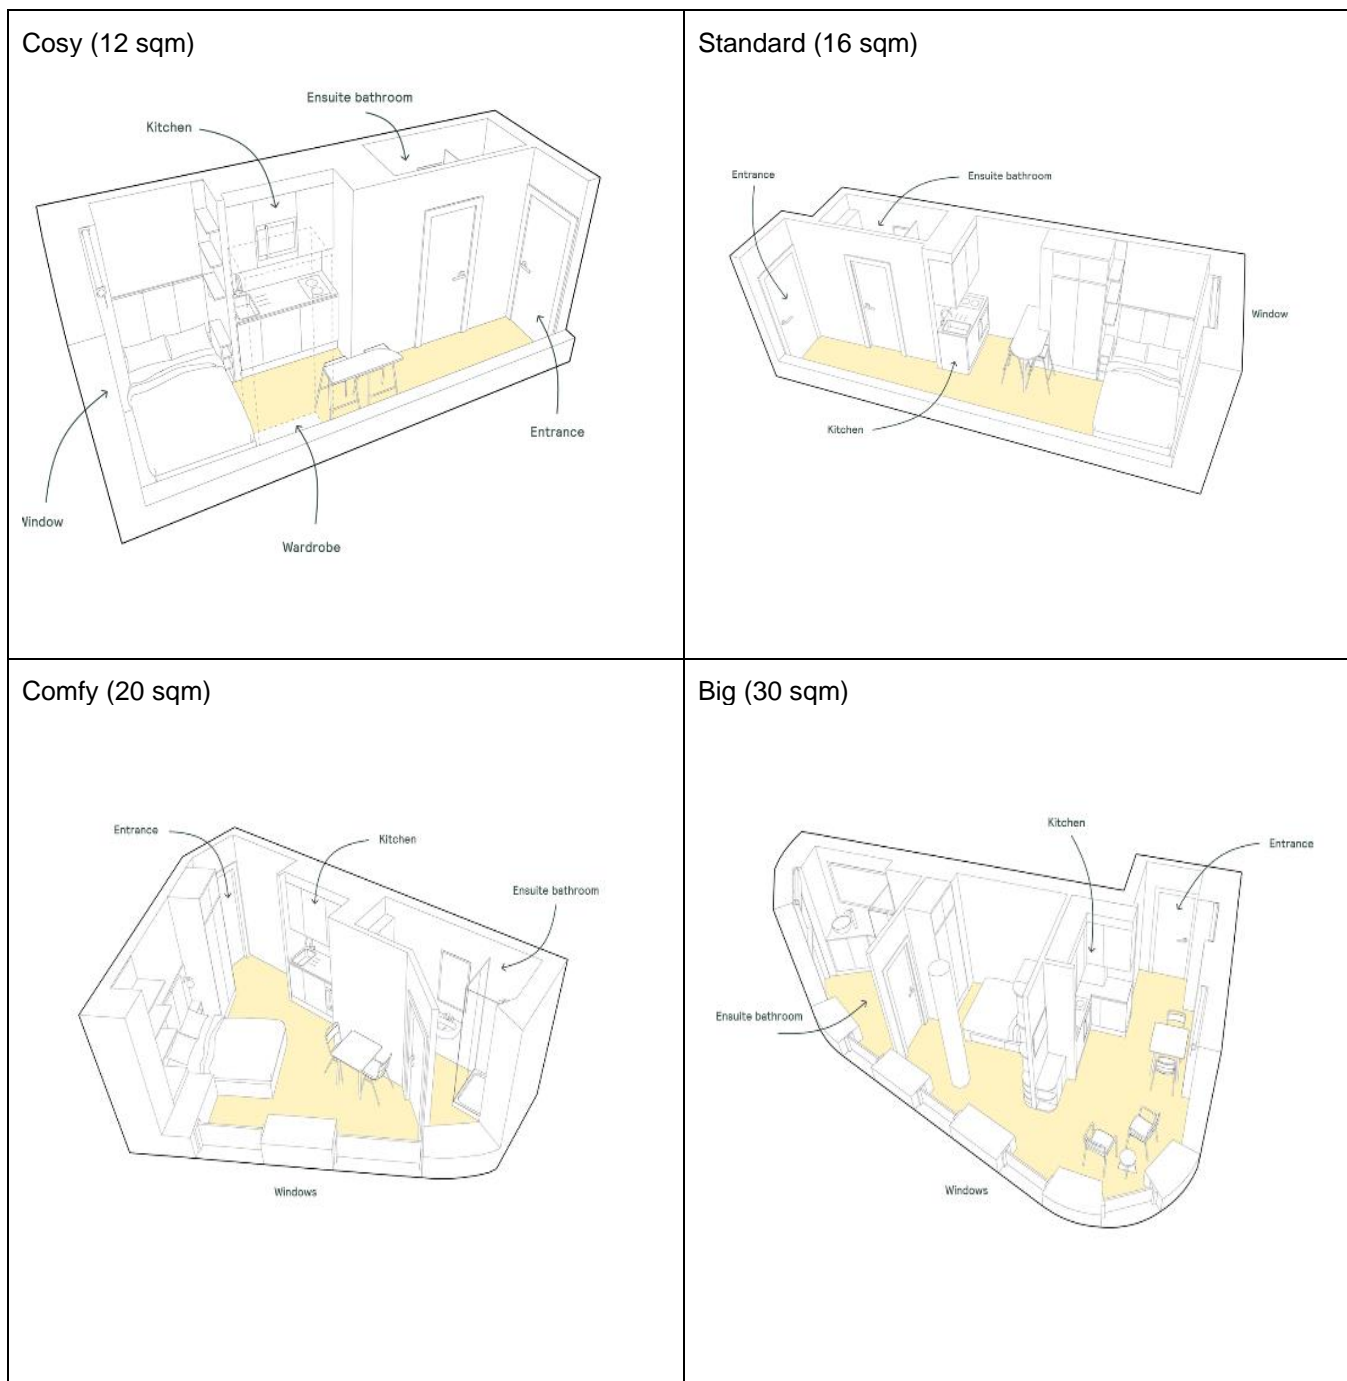 Cosy (12 sqm)
Ensuite bathroom
Kitchen
Entrance
Window
Wardrobe
Standard (16 sqm)
Entrance
Ensuite bathroom
Window
Kitchen
Comfy (20 sqm)
Entrance
Kitchen
Ensuite bathroom
Windows
Big (30 sqm)
Kitchen
Entrance
Ensuite bathroom
Windows